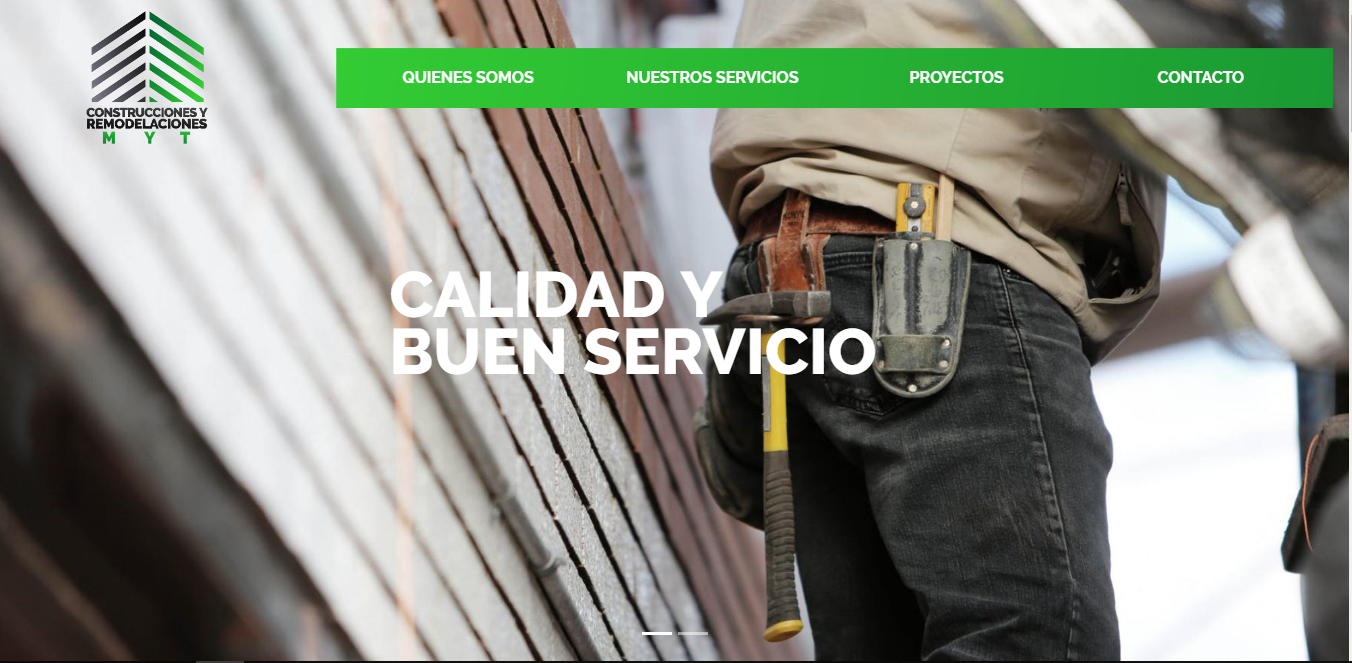 CONSTRUCCIONES Y
REMODELACIONES
M Y T
QUIENES SOMOS
NUESTROS SERVICIOS
PROYECTOS
CONTACTO
CALIDAD Y
BUEN SERVICIO